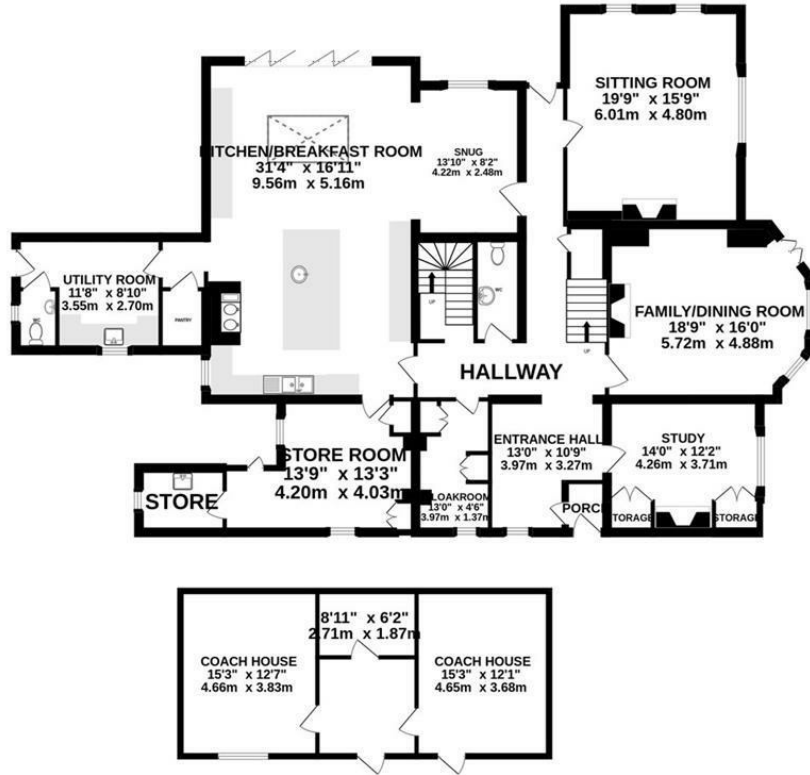 SITTING ROOM
19'9" x 15'9"
6.01m x 4.80m
KITCHEN/BREAKFAST ROOM
31'4" x 16'11"
9.56m x 5.16m
SNUG
13'10" x 8'2"
4.22m x 2.48m
UTILITY ROOM
11'8" x 8'10"
3.55m x 2.70m
WC
PANTRY
UP
WC
UP
FAMILY/DINING ROOM
18'9" x 16'0"
5.72m x 4.88m
HALLWAY
STORE ROOM
13'9" x 13'3"
4.20m x 4.03m
STORE
CLOAKROOM
13'0" x 4'6"
3.97m x 1.37m
ENTRANCE HALL
13'0" x 10'9"
3.97m x 3.27m
PORCH
STUDY
14'0" x 12'2"
4.26m x 3.71m
STORAGE
STORAGE
COACH HOUSE
15'3" x 12'7"
4.66m x 3.83m
8'11" x 6'2"
2.71m x 1.87m
COACH HOUSE
15'3" x 12'1"
4.65m x 3.68m